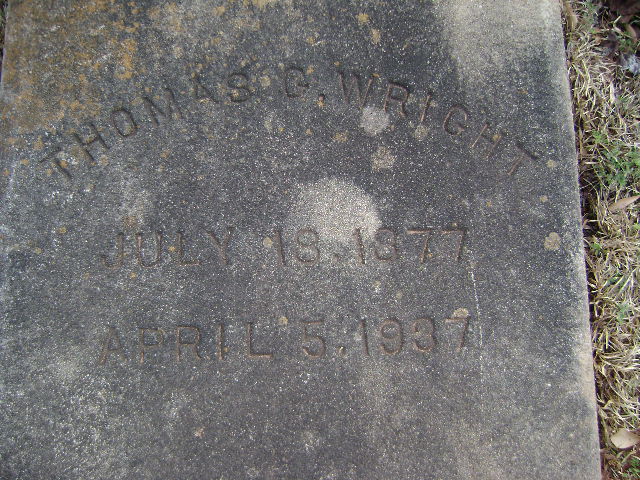 THOMAS G. WRIGHT
JULY 18. 1877
APRIL 5. 1937